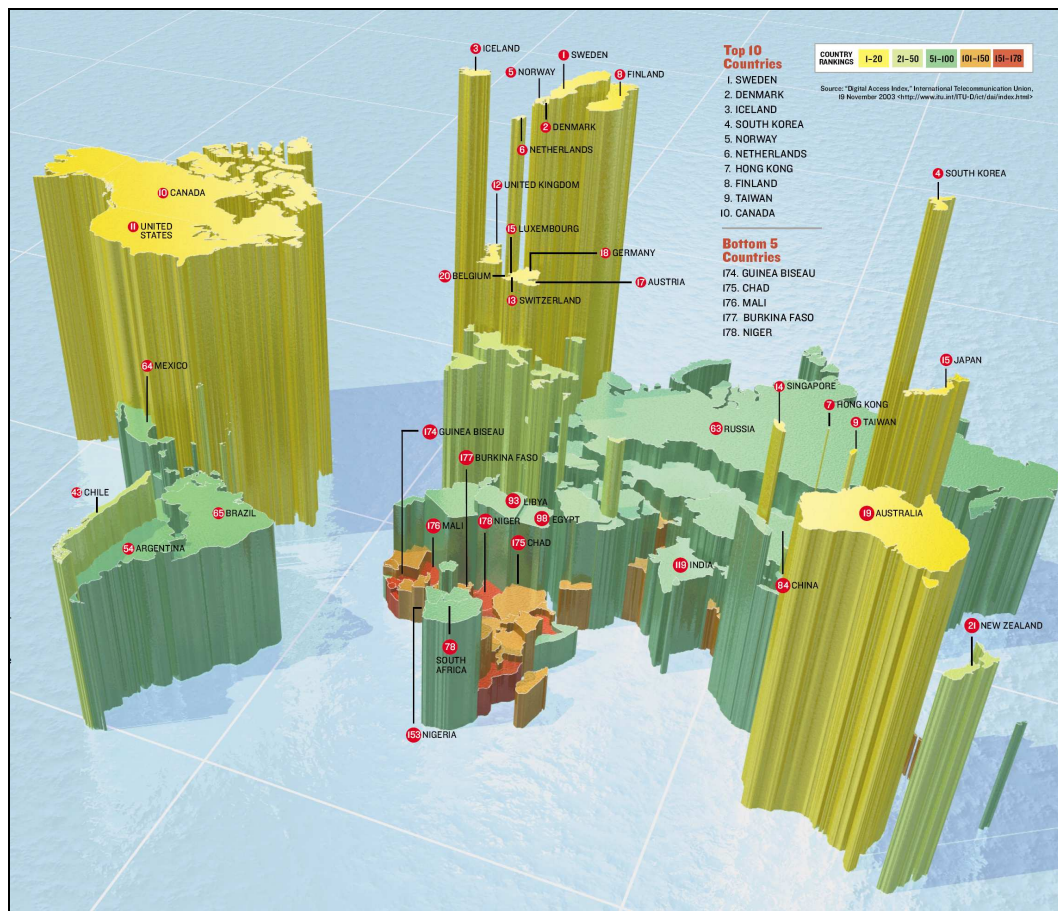 3 ICELAND
1 SWEDEN
5 NORWAY
8 FINLAND
2 DENMARK
6 NETHERLANDS
12 UNITED KINGDOM
15 LUXEMBOURG
18 GERMANY
20 BELGIUM
17 AUSTRIA
13 SWITZERLAND
Top 10
Countries
1. SWEDEN
2. DENMARK
3. ICELAND
4. SOUTH KOREA
5. NORWAY
6. NETHERLANDS
7. HONG KONG
8. FINLAND
9. TAIWAN
10. CANADA
Bottom 5
Countries
174. GUINEA BISEAU
175. CHAD
176. MALI
177. BURKINA FASO
178. NIGER
COUNTRY
RANKINGS
1-20 21-50 51-100 101-150 151-178
Source: "Digital Access Index," International Telecommunication Union,
19 November 2003 <http://www.itu.int/ITU-D/ict/dai/index.html>
10 CANADA
11 UNITED
STATES
4 SOUTH KOREA
64 MEXICO
15 JAPAN
14 SINGAPORE
7 HONG KONG
9 TAIWAN
63 RUSSIA
174 GUINEA BISEAU
177 BURKINA FASO
43 CHILE
65 BRAZIL
54 ARGENTINA
93 LIBYA
98 EGYPT
176 MALI
178 NIGER
175 CHAD
19 AUSTRALIA
119 INDIA
84 CHINA
21 NEW ZEALAND
78
SOUTH
AFRICA
153 NIGERIA